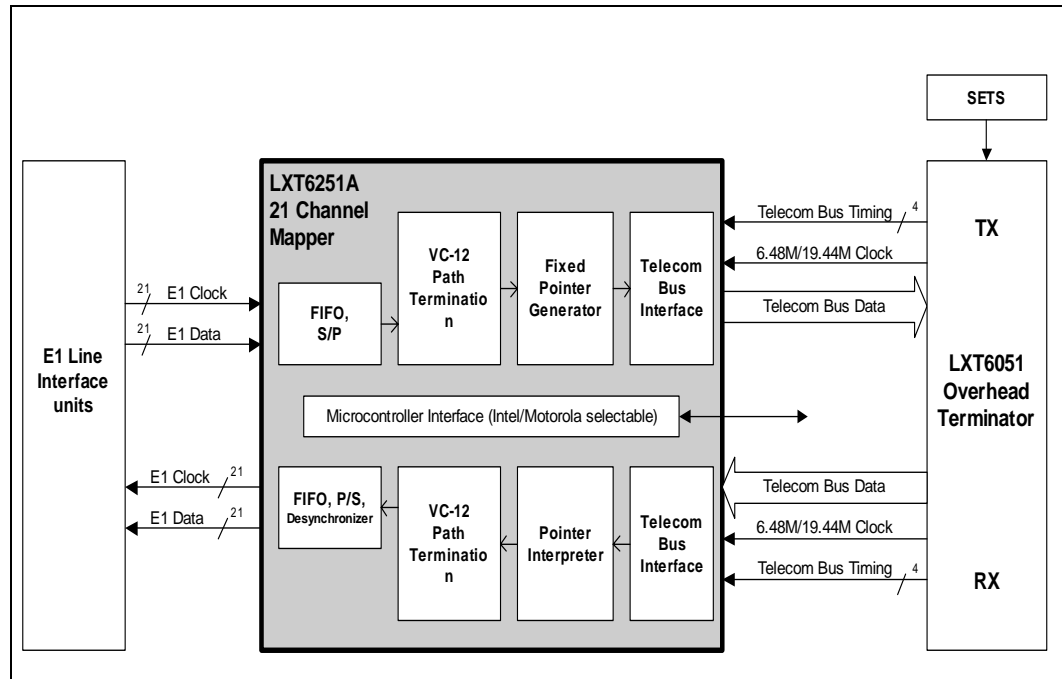 SETS
LXT6251A
21 Channel
Mapper
E1 Line
Interface
units
21
E1 Clock
21
E1 Data
FIFO,
S/P
VC-12
Path
Terminatio
n
Fixed
Pointer
Generator
Telecom
Bus
Interface
Telecom Bus Timing
4
6.48M/19.44M Clock
Telecom Bus Data
TX
LXT6051
Overhead
Terminator
RX
Microcontroller Interface (Intel/Motorola selectable)
E1 Clock
21
E1 Data
21
FIFO, P/S,
Desynchronizer
VC-12
Path
Terminatio
n
Pointer
Interpreter
Telecom
Bus
Interface
Telecom Bus Data
6.48M/19.44M Clock
Telecom Bus Timing
4